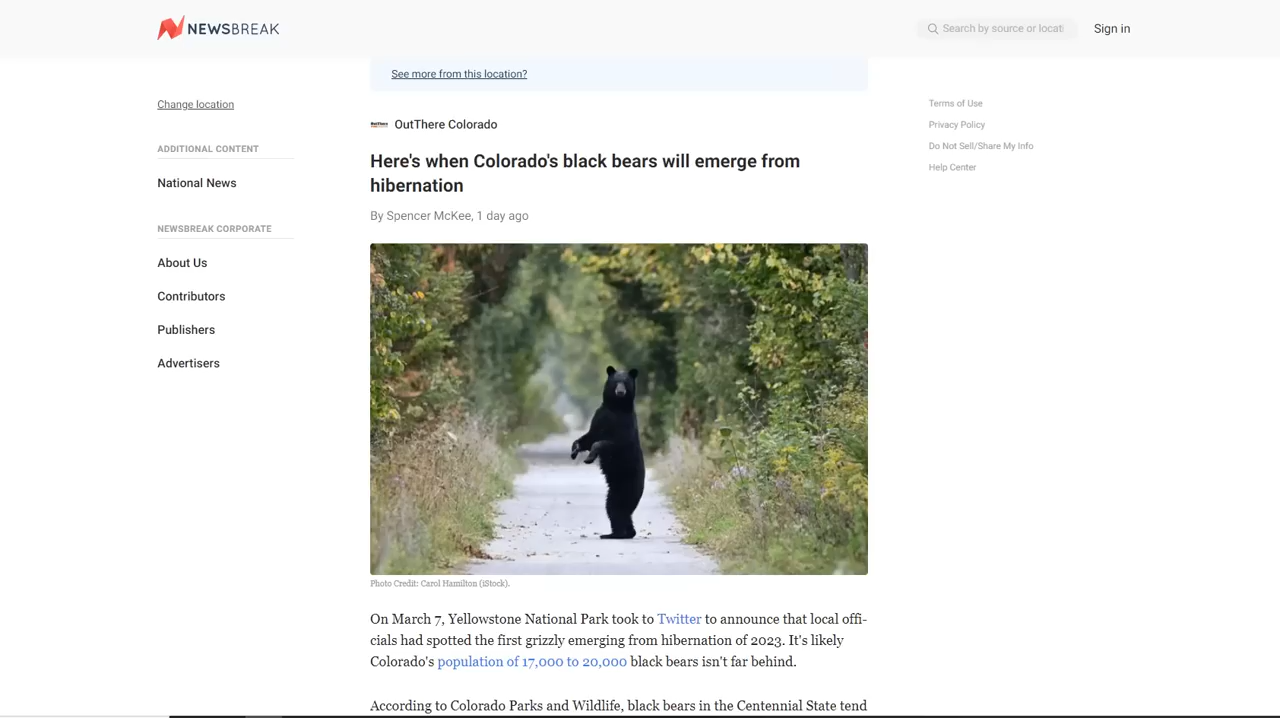 NEWSBREAK
Search by source or locati
Sign in
See more from this location?
Change location
ADDITIONAL CONTENT
National News
NEWSBREAK CORPORATE
About Us
Contributors
Publishers
Advertisers
OutThere Colorado
Here's when Colorado's black bears will emerge from
hibernation
By Spencer McKee, 1 day ago
Photo Credit: Carol Hamilton (iStock).
On March 7, Yellowstone National Park took to Twitter to announce that local offi-
cials had spotted the first grizzly emerging from hibernation of 2023. It's likely
Colorado's population of 17,000 to 20,000 black bears isn't far behind.
According to Colorado Parks and Wildlife, black bears in the Centennial State tend
Terms of Use
Privacy Policy
Do Not Sell/Share My Info
Help Center